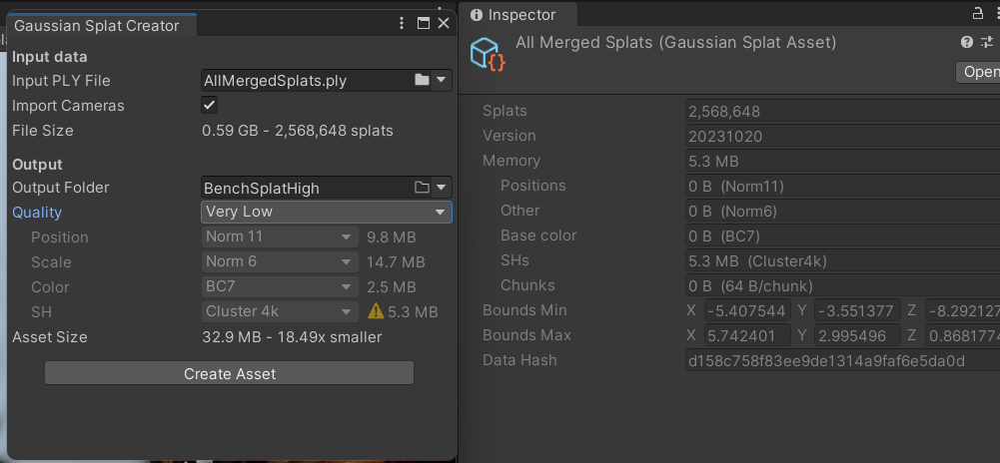 Gaussian Splat Creator
Input data
Input PLY File AllMergedSplats.ply
Import Cameras
File Size 0.59 GB - 2,568,648 splats
Output
Output Folder BenchSplatHigh
Quality Very Low
Position Norm 11 9.8 MB
Scale Norm 6 14.7 MB
Color BC7 2.5 MB
SH Cluster 4k 5.3 MB
Asset Size 32.9 MB - 18.49x smaller
Create Asset
Inspector
All Merged Splats (Gaussian Splat Asset)
Open
Splats 2,568,648
Version 20231020
Memory 5.3 MB
Positions 0 B (Norm11)
Other 0 B (Norm6)
Base color 0 B (BC7)
SHs 5.3 MB (Cluster4k)
Chunks 0 B (64 B/chunk)
Bounds Min X -5.407544 Y -3.551377 Z -8.292127
Bounds Max X 5.742401 Y 2.995496 Z 0.8681774
Data Hash d158c758f83ee9de1314a9faf6e5da0d